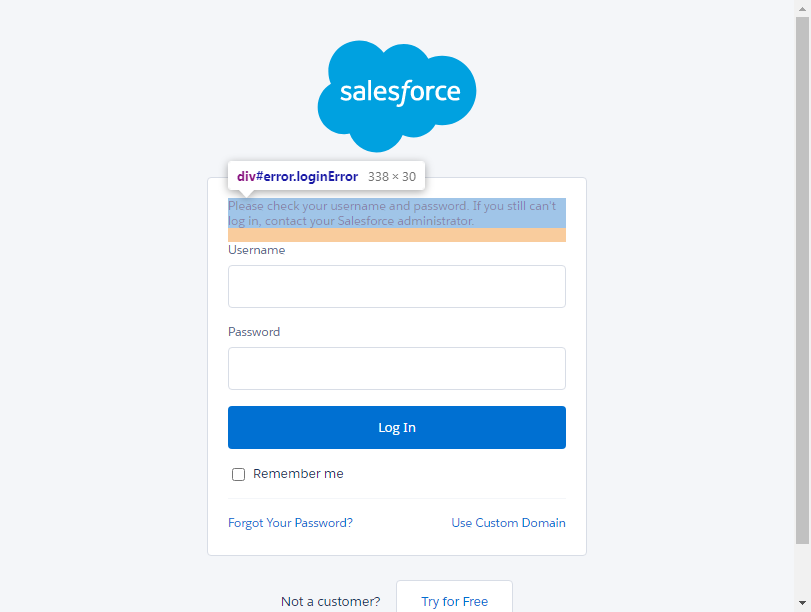 salesforce
div#error.loginError 338 × 30
Please check your username and password. If you still can't
log in, contact your Salesforce administrator.
Username
Password
Log In
Remember me
Forgot Your Password? Use Custom Domain
Not a customer? Try for Free